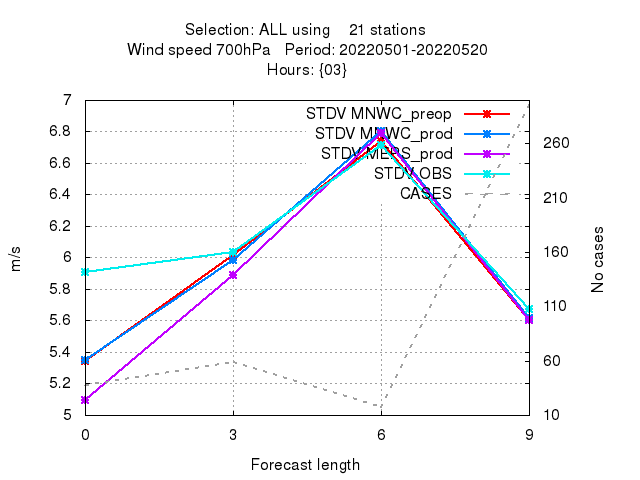 Selection: ALL using    21 stations
Wind speed 700hPa   Period: 20220501-20220520
Hours: {03}
7
6.8
6.6
6.4
6.2
6
5.8
5.6
5.4
5.2
5
m/s
STDV MNWC_preop
STDV MNWC_prod
STDV MEPS_prod
STDV OBS
CASES
260
210
160
110
60
10
No cases
0 3 6 9
Forecast length